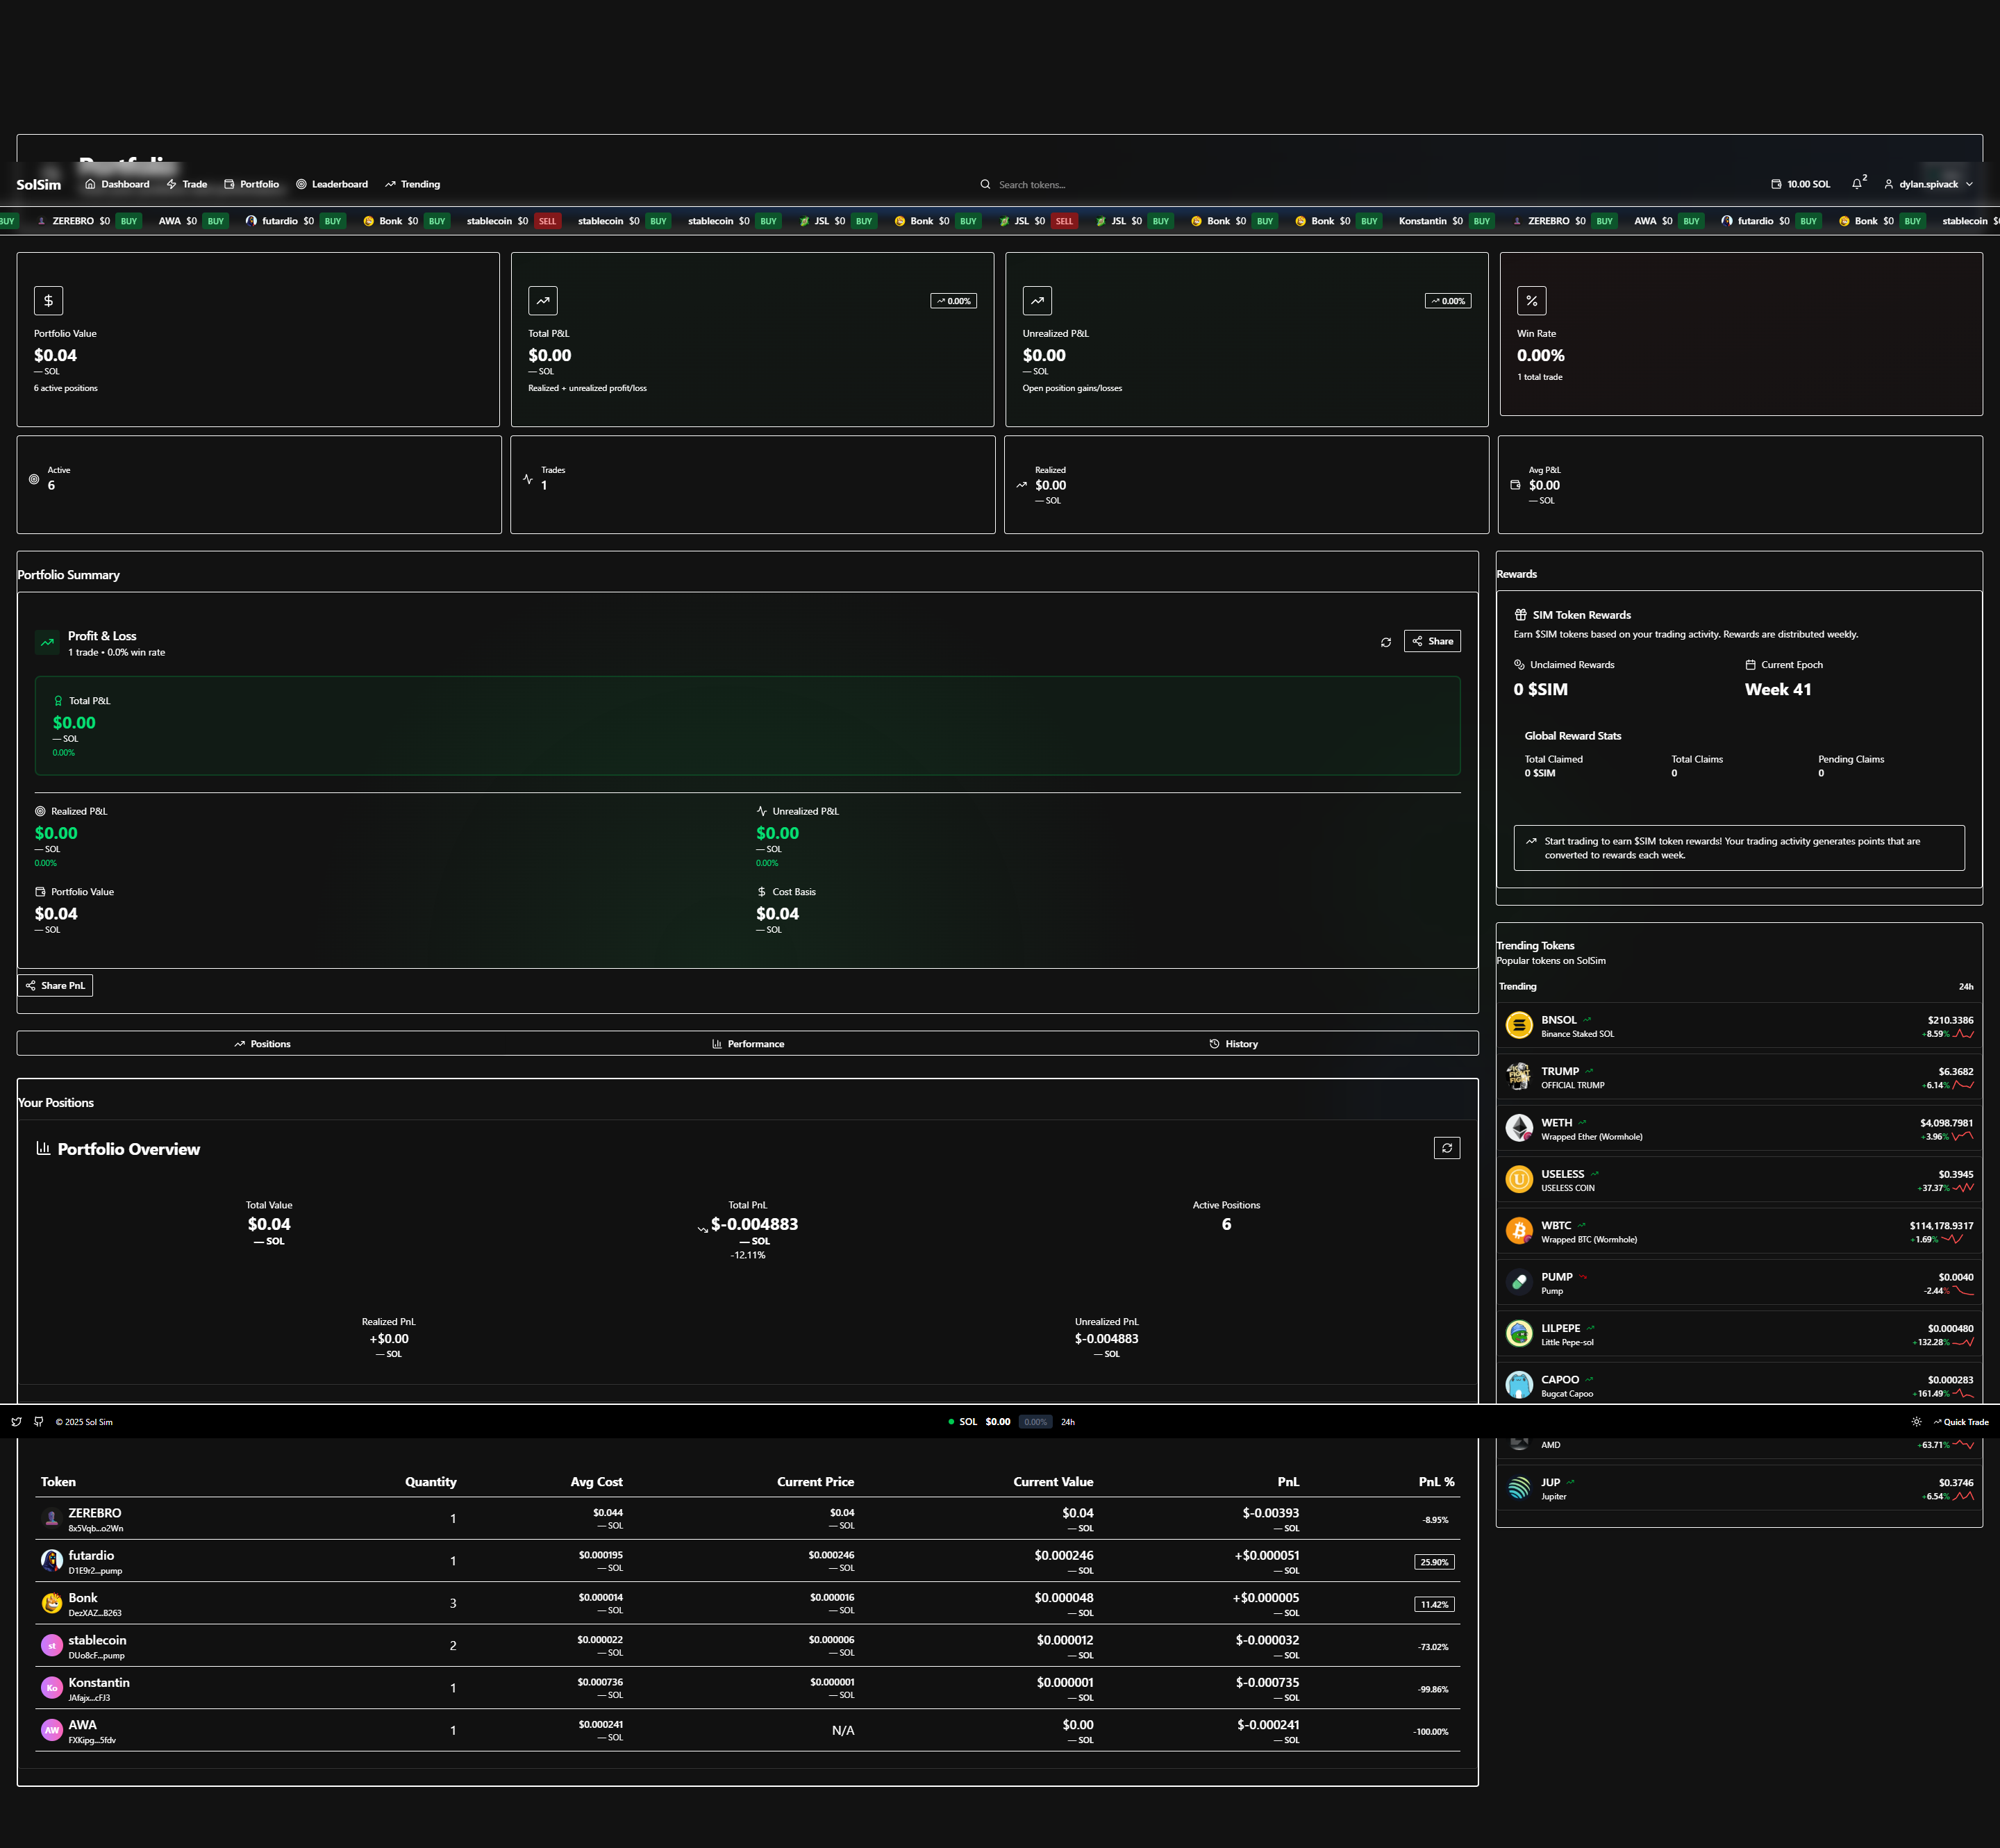 Portfolio
SolSim Dashboard Trade Portfolio Leaderboard Trending Search tokens... 10.00 SOL 2 dylan.spivack
BUY ZEREBRO $0 BUY AWA $0 BUY futardio $0 BUY Bonk $0 BUY stablecoin $0 SELL stablecoin $0 BUY stablecoin $0 BUY JSL $0 BUY Bonk $0 BUY JSL $0 SELL JSL $0 BUY Bonk $0 BUY Bonk $0 BUY Konstantin $0 BUY ZEREBRO $0 BUY AWA $0 BUY futardio $0 BUY Bonk $0 BUY stablecoin $0
Portfolio Value
$0.04
— SOL
6 active positions
0.00%
Total P&L
$0.00
— SOL
Realized + unrealized profit/loss
0.00%
Unrealized P&L
$0.00
— SOL
Open position gains/losses
Win Rate
0.00%
1 total trade
Active
6
Trades
1
Realized
$0.00
— SOL
Avg P&L
$0.00
— SOL
Portfolio Summary
Profit & Loss
1 trade • 0.0% win rate
Share
Total P&L
$0.00
— SOL
0.00%
Realized P&L
$0.00
— SOL
0.00%
Unrealized P&L
$0.00
— SOL
0.00%
Portfolio Value
$0.04
— SOL
Cost Basis
$0.04
— SOL
Share PnL
Positions Performance History
Your Positions
Portfolio Overview
Total Value
$0.04
— SOL
Total PnL
$-0.004883
— SOL
-12.11%
Active Positions
6
Realized PnL
+$0.00
— SOL
Unrealized PnL
$-0.004883
— SOL
Rewards
SIM Token Rewards
Earn $SIM tokens based on your trading activity. Rewards are distributed weekly.
Unclaimed Rewards
0 $SIM
Current Epoch
Week 41
Global Reward Stats
Total Claimed
0 $SIM
Total Claims
0
Pending Claims
0
Start trading to earn $SIM token rewards! Your trading activity generates points that are
converted to rewards each week.
Trending Tokens
Popular tokens on SolSim
Trending 24h
BNSOL $210.3386
Binance Staked SOL +8.59%
TRUMP $6.3682
OFFICIAL TRUMP +6.14%
WETH $4,098.7981
Wrapped Ether (Wormhole) +3.96%
USELESS $0.3945
USELESS COIN +37.37%
WBTC $114,178.9317
Wrapped BTC (Wormhole) +1.69%
PUMP $0.0040
Pump -2.44%
LILPEPE $0.000480
Little Pepe-sol +132.28%
CAPOO $0.000283
Bugcat Capoo +161.49%
© 2025 Sol Sim SOL $0.00 0.00% 24h Quick Trade
AMD +63.71%
JUP $0.3746
Jupiter +6.54%
Token Quantity Avg Cost Current Price Current Value PnL PnL %
ZEREBRO 1 $0.044 $0.04 $0.04 $-0.00393 -8.95%
8x5Vqb...o2Wn — SOL — SOL — SOL — SOL
futardio 1 $0.000195 $0.000246 $0.000246 +$0.000051 25.90%
D1E9r2...pump — SOL — SOL — SOL — SOL
Bonk 3 $0.000014 $0.000016 $0.000048 +$0.000005 11.42%
DezXAZ...B263 — SOL — SOL — SOL — SOL
st stablecoin 2 $0.000022 $0.000006 $0.000012 $-0.000032 -73.02%
DUo8cF...pump — SOL — SOL — SOL — SOL
Ko Konstantin 1 $0.000736 $0.000001 $0.000001 $-0.000735 -99.86%
JAfajx...cFJ3 — SOL — SOL — SOL — SOL
AW AWA 1 $0.000241 N/A $0.00 $-0.000241 -100.00%
FXKipg...5fdv — SOL — SOL — SOL